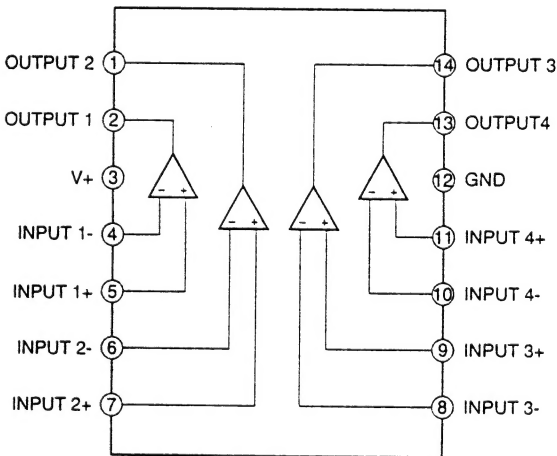 OUTPUT 2 1
14 OUTPUT 3
OUTPUT 1 2
13 OUTPUT4
V+ 3
12 GND
- +
- +
INPUT 1- 4
- +
- +
11 INPUT 4+
INPUT 1+ 5
10 INPUT 4-
INPUT 2- 6
9 INPUT 3+
INPUT 2+ 7
8 INPUT 3-